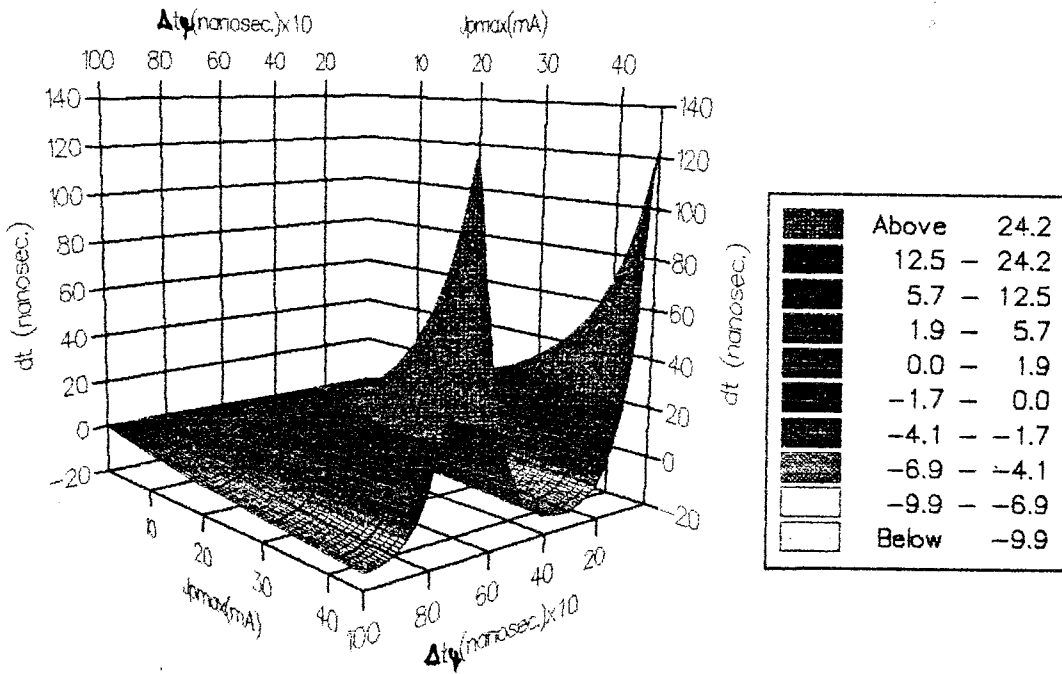 Δtψ(nanosec.)x10 Jpmax(mA)
100 80 60 40 20 10 20 30 40
140 140
120 120
100 100
80 80
60 60
40 40
20 20
0 0
-20 -20
dt (nanosec.)
dt (nanosec.)
10 20 30 40
Jpmax(mA)
100 80 60 40 20
Δtψ(nanosec.)x10
Above 24.2
12.5 - 24.2
5.7 - 12.5
1.9 - 5.7
0.0 - 1.9
-1.7 - 0.0
-4.1 - -1.7
-6.9 - -4.1
-9.9 - -6.9
Below -9.9